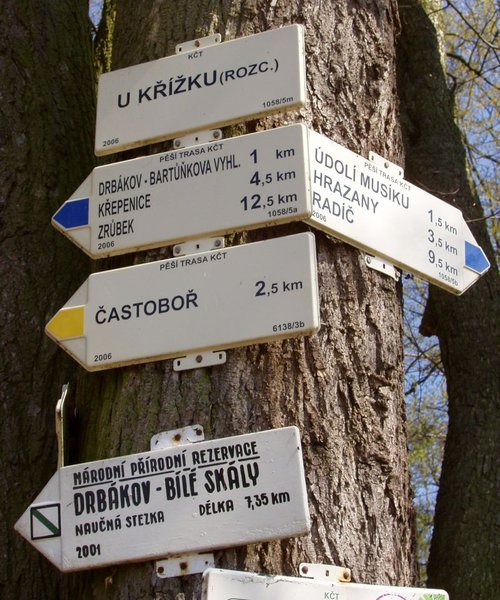 KČT
U KŘÍŽKU (ROZC.)
2006 1058/5m
PĚŠÍ TRASA KČT
DRBÁKOV - BARTŮŇKOVA VYHL. 1 km
KŘEPENICE 4,5 km
ZRŮBEK 12,5 km
2006 1058/5a
PĚŠÍ TRASA KČT
ÚDOLÍ MUSÍKU 1,5 km
HRAZANY 3,5 km
RADÍČ 9,5 km
2006 1058/5b
PĚŠÍ TRASA KČT
ČASTOBOŘ 2,5 km
2006 6138/3b
NÁRODNÍ PŘÍRODNÍ REZERVACE
DRBÁKOV - BÍLÉ SKÁLY
NAUČNÁ STEZKA DÉLKA 7,35 km
2001
KČT